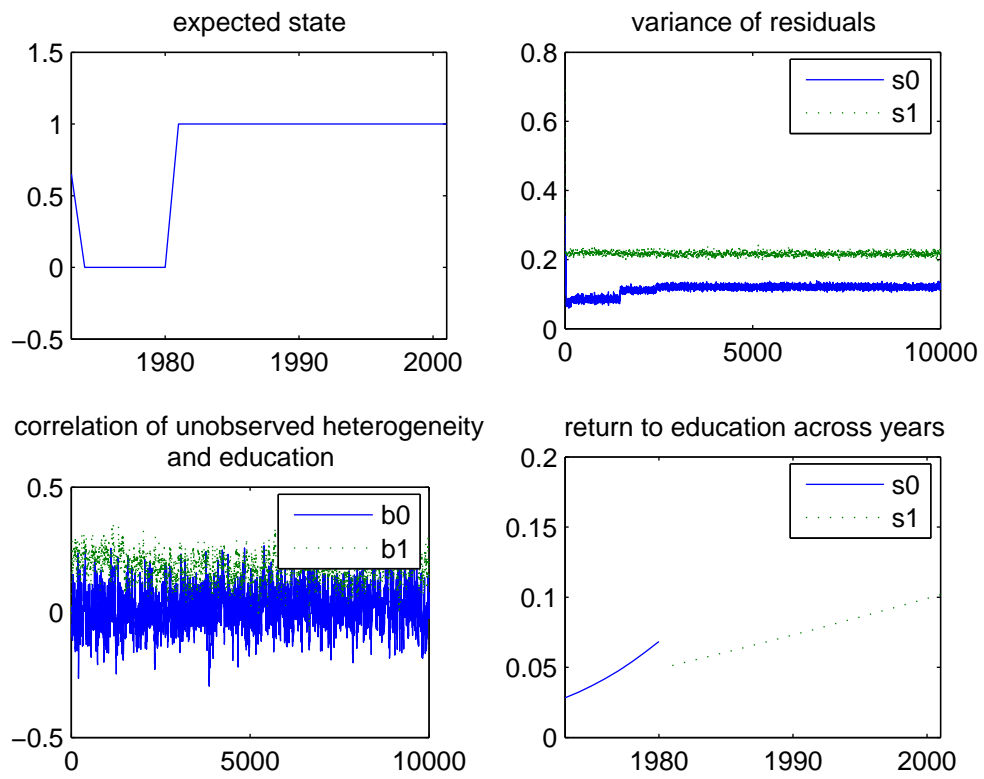 expected state
1.5
1
0.5
0
−0.5
1980
1990
2000
variance of residuals
0.8
0.6
0.4
0.2
0
0
5000
10000
s0
s1
correlation of unobserved heterogeneity
and education
0.5
0
−0.5
0
5000
10000
b0
b1
return to education across years
0.2
0.15
0.1
0.05
0
1980
1990
2000
s0
s1